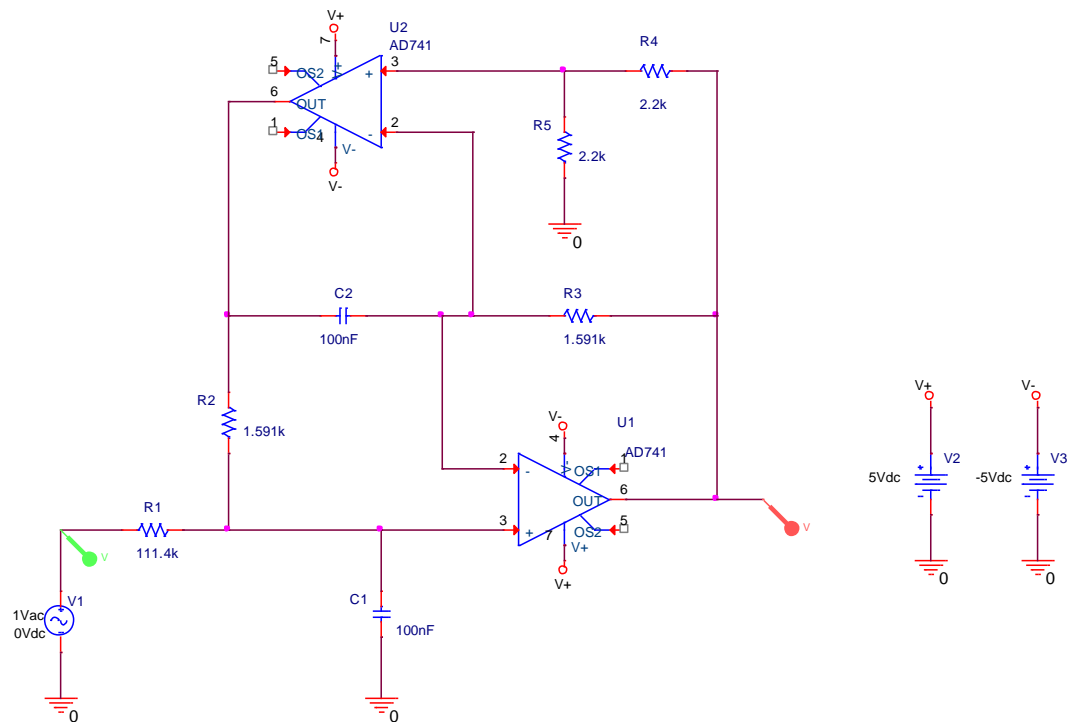 V+
U2
AD741
7
5
OS2
V+
3
+
R4
2.2k
6
OUT
R5
2.2k
1
OS1
4
2
-
V-
V-
0
C2
100nF
R3
1.591k
R2
1.591k
V-
U1
AD741
4
V-
1
OS1
2
-
OUT
6
3
+
7
OS2
5
V+
V+
R1
111.4k
V
V
V1
1Vac
0Vdc
+
-
C1
100nF
0
0
V+
V-
V2
5Vdc
+
-
V3
-5Vdc
+
-
0
0